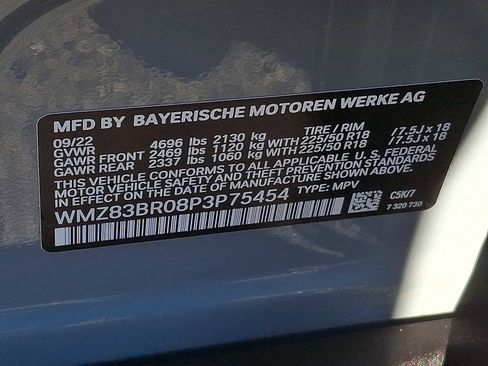 MFD BY BAYERISCHE MOTOREN WERKE AG
09/22 TIRE / RIM
GVWR 4696 lbs 2130 kg
GAWR FRONT 2469 lbs 1120 kg WITH 225/50 R18 / 7.5J x 18
GAWR REAR 2337 lbs 1060 kg WITH 225/50 R18 / 7.5J x 18
THIS VEHICLE CONFORMS TO ALL APPLICABLE U.S. FEDERAL
MOTOR VEHICLE SAFETY, BUMPER, AND THEFT PREVENTION
STANDARDS IN EFFECT ON THE DATE OF
MANUFACTURE SHOWN ABOVE.
WMZ83BR08P3P75454 TYPE: MPV
C5K/7
7 320 730